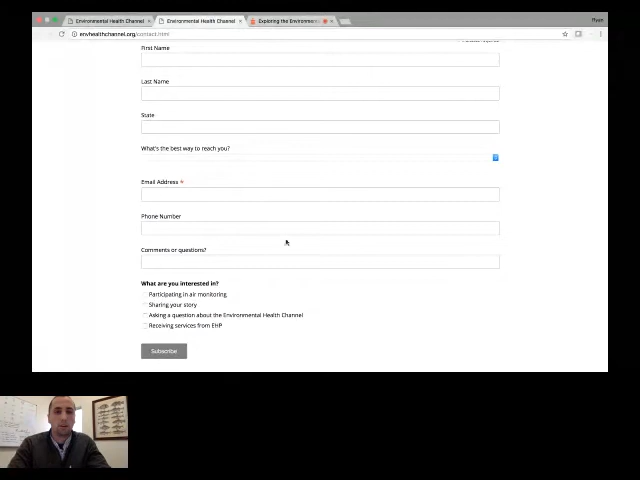 Environmental Health Channel
Environmental Health Channel
Exploring the Environmenta
Ryan
envhealthchannel.org/contact.html
First Name
Last Name
State
What's the best way to reach you?
Email Address *
Phone Number
Comments or questions?
What are you interested in?
Participating in air monitoring
Sharing your story
Asking a question about the Environmental Health Channel
Receiving services from EHP
Subscribe